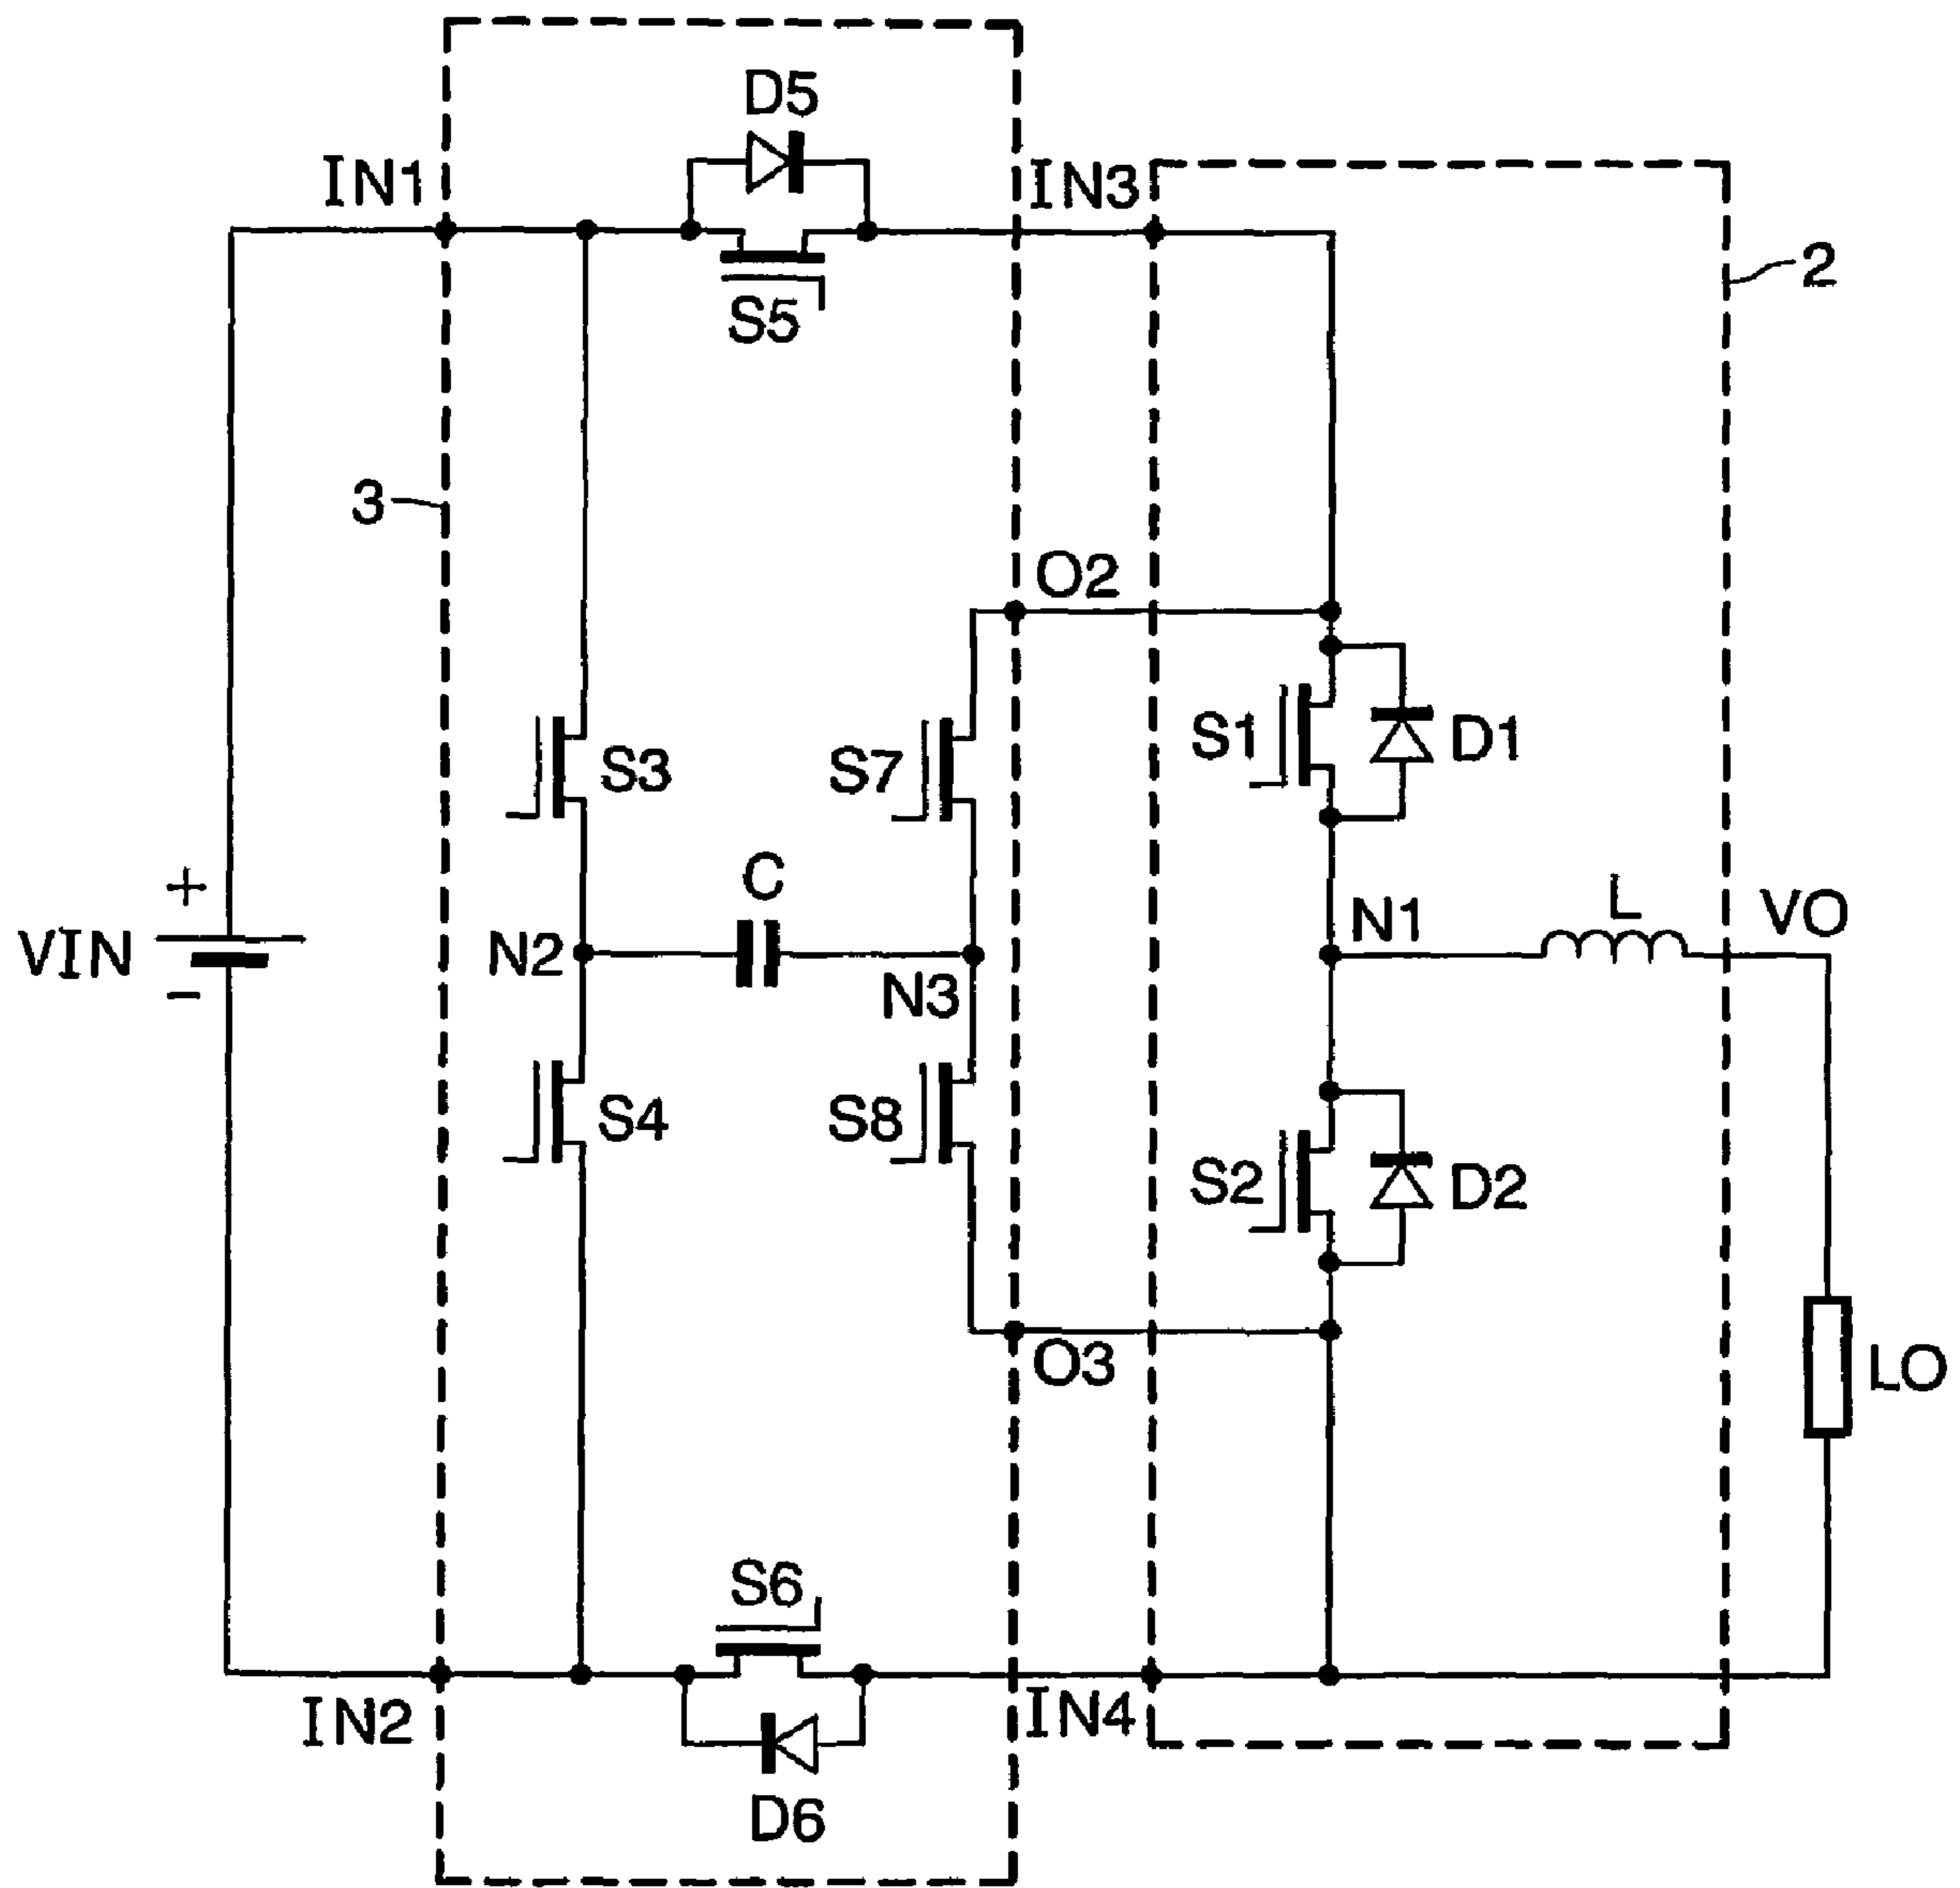 D5
IN1
IN3
2
S5
3
O2
S3
S7
S1
D1
+
C
VIN
N2
N1
L
VO
N3
−
S4
S8
S2
D2
O3
LO
S6
IN2
IN4
D6